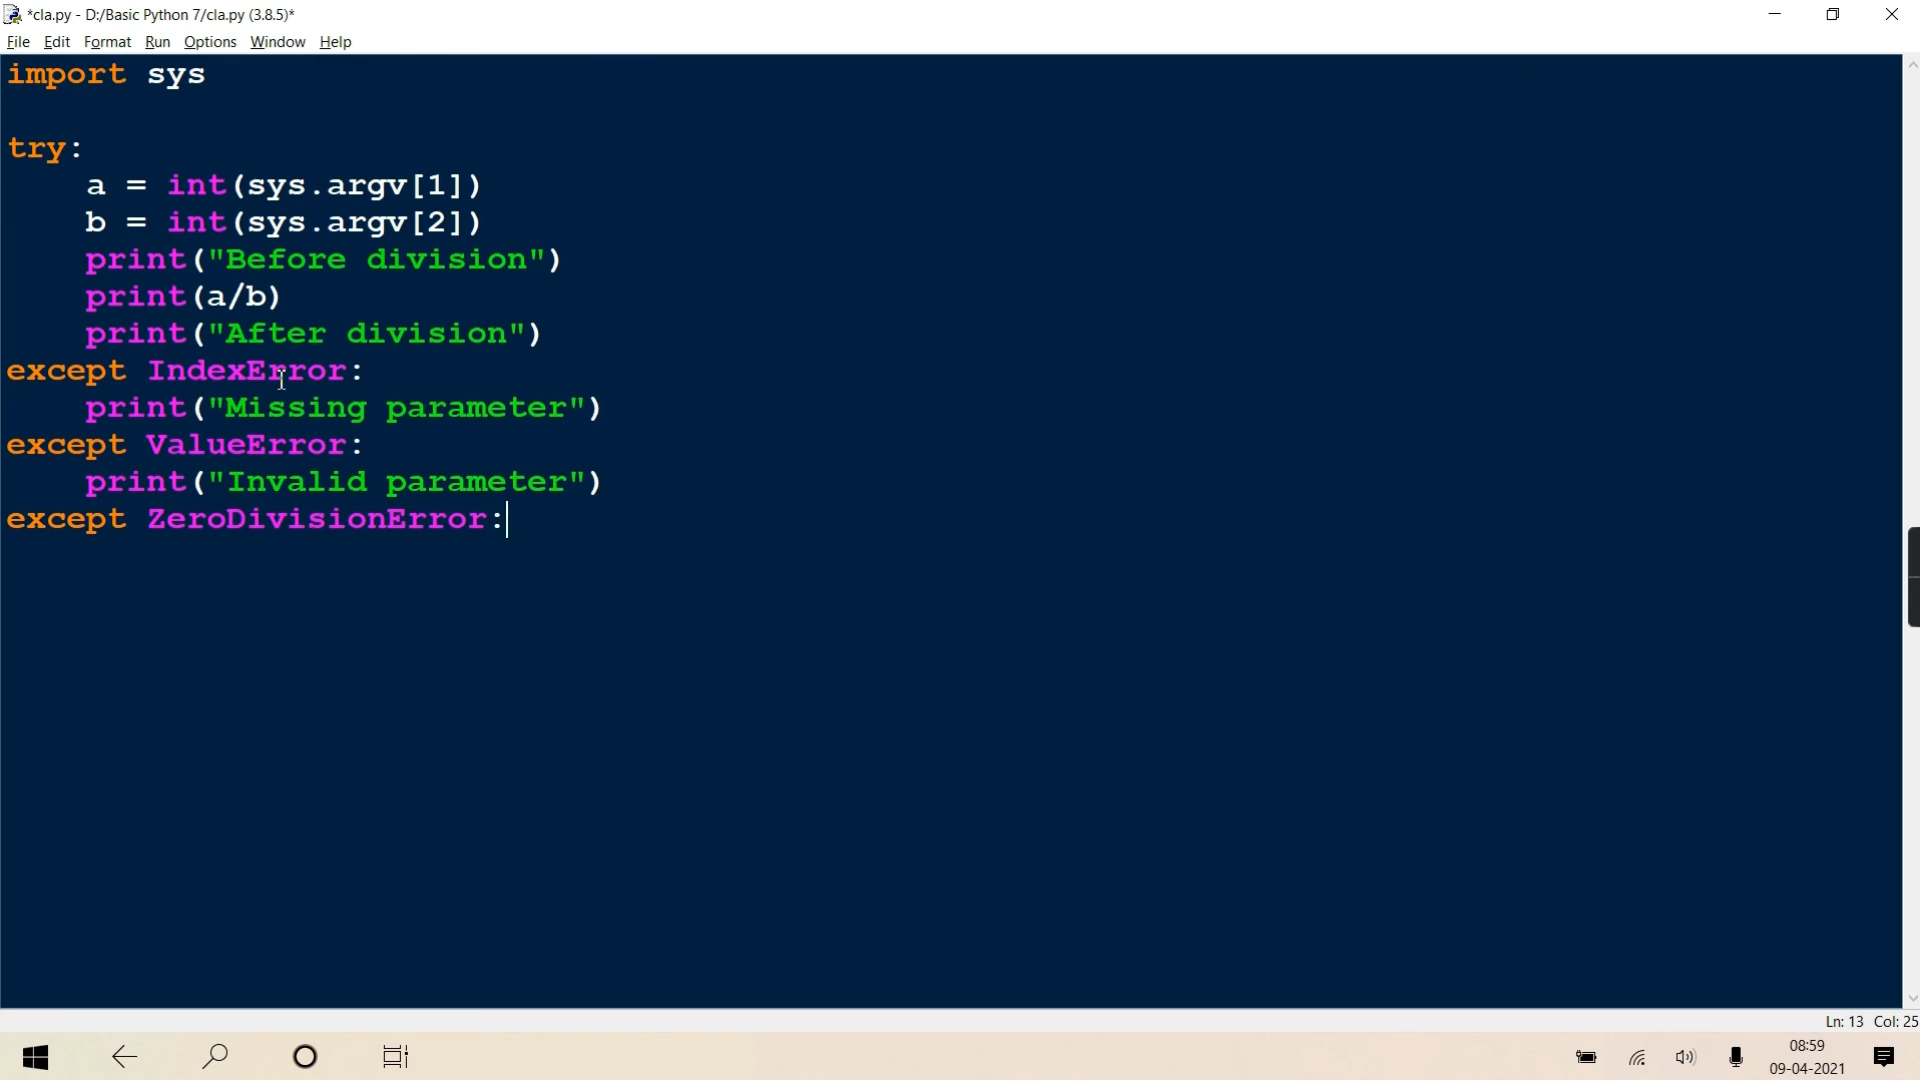 *cla.py - D:/Basic Python 7/cla.py (3.8.5)*
File Edit Format Run Options Window Help
import sys
try:
    a = int(sys.argv[1])
    b = int(sys.argv[2])
    print("Before division")
    print(a/b)
    print("After division")
except IndexError:
    print("Missing parameter")
except ValueError:
    print("Invalid parameter")
except ZeroDivisionError:
Ln: 13 Col: 25
08:59
09-04-2021